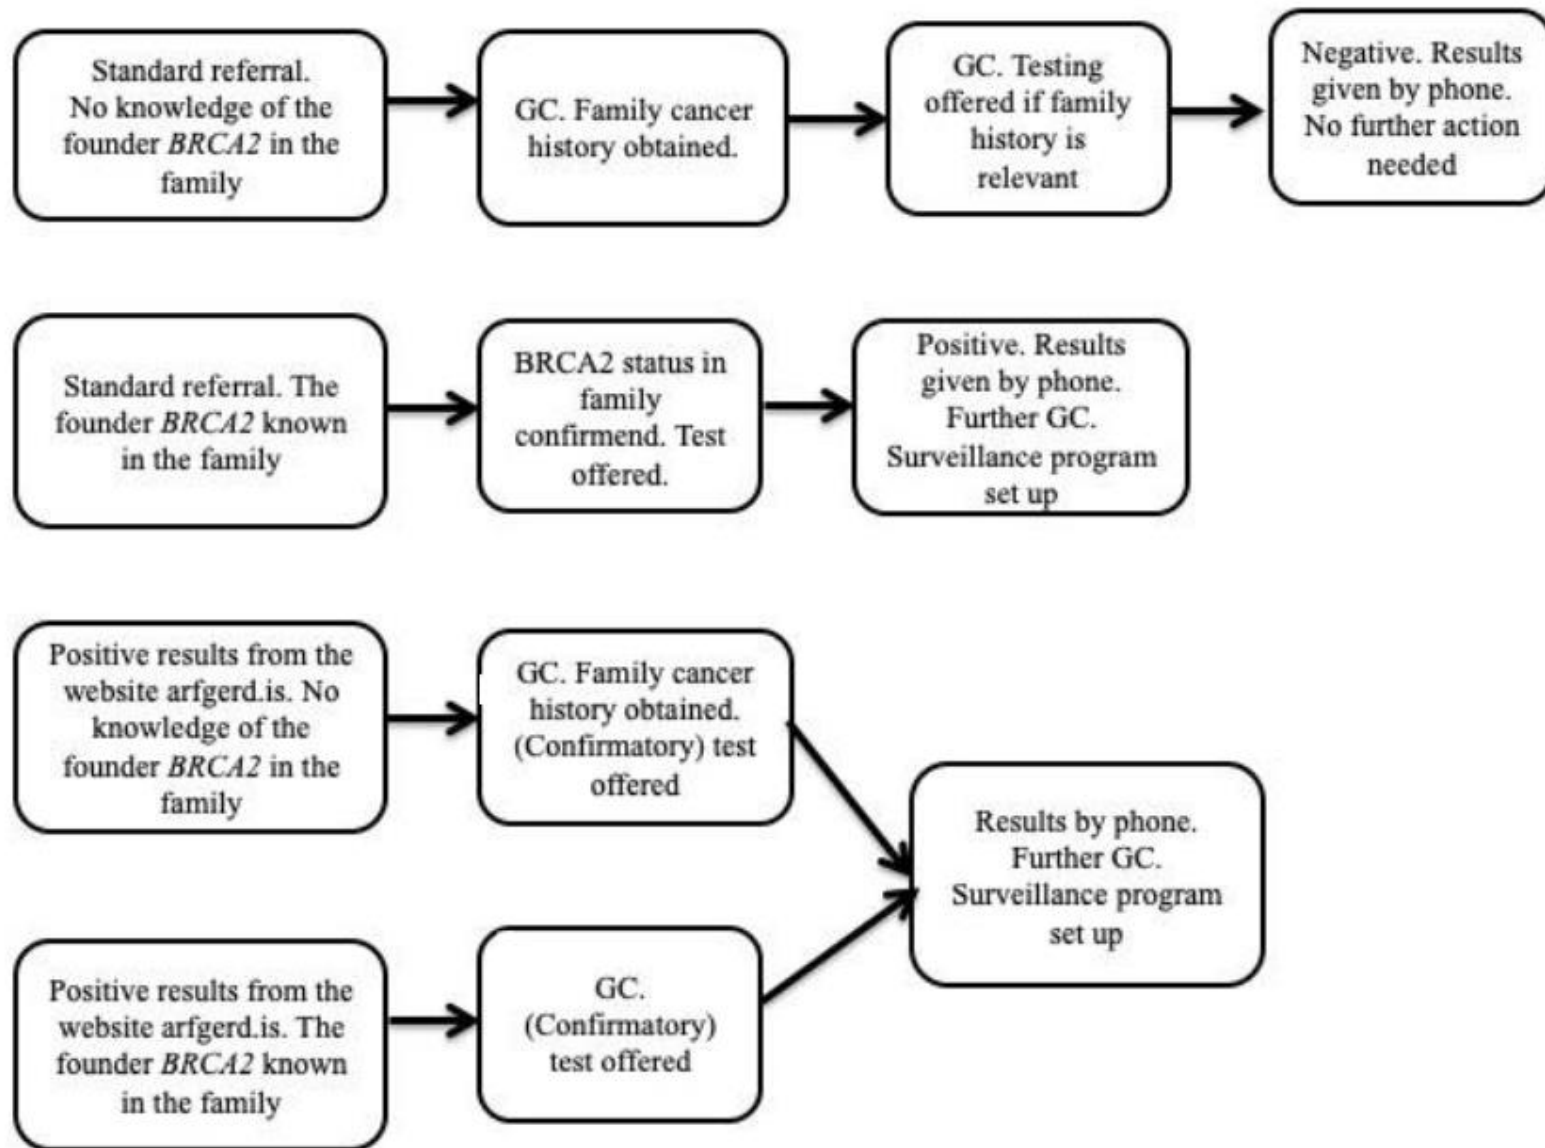 Standard referral.
No knowledge of the
founder BRCA2 in the
family
GC. Family cancer
history obtained.
GC. Testing
offered if family
history is
relevant
Negative. Results
given by phone.
No further action
needed
Standard referral. The
founder BRCA2 known
in the family
BRCA2 status in
family
confirmend. Test
offered.
Positive. Results
given by phone.
Further GC.
Surveillance program
set up
Positive results from the
website arfgerd.is. No
knowledge of the
founder BRCA2 in the
family
GC. Family cancer
history obtained.
(Confirmatory) test
offered
Positive results from the
website arfgerd.is. The
founder BRCA2 known
in the family
GC.
(Confirmatory)
test offered
Results by phone.
Further GC.
Surveillance program
set up